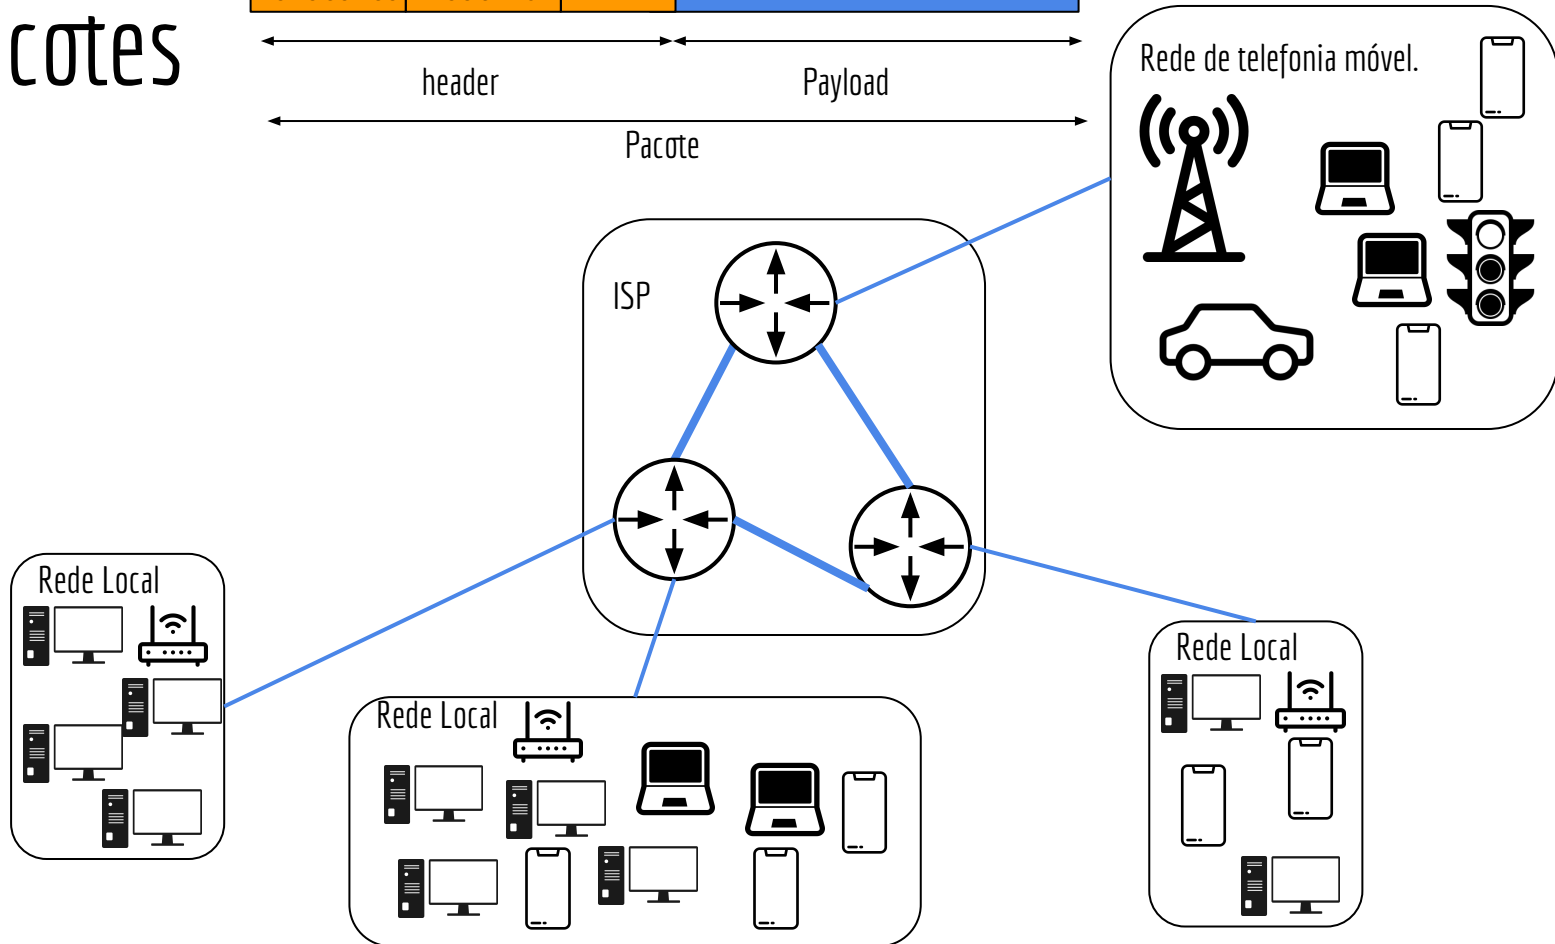 cotes
header
Payload
Pacote
Rede de telefonia móvel.
ISP
Rede Local
Rede Local
Rede Local